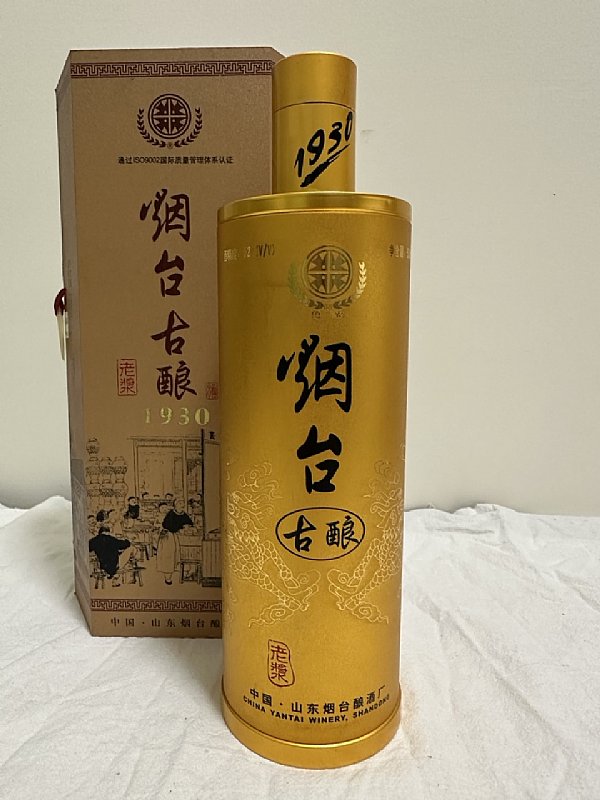 通过ISO9002国际质量管理体系认证
烟台古酿
老浆
1930
中国·山东烟台酿
1930
烟台
古酿
老浆
中国·山东烟台酿酒厂
CHINA YANTAI WINERY, SHANDONG